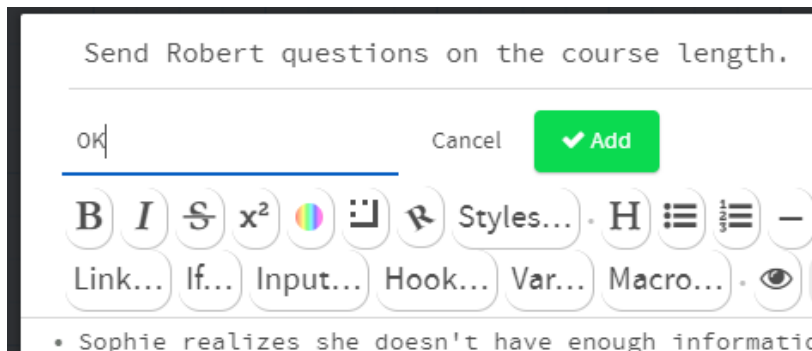 Send Robert questions on the course length.
OK Cancel Add
B I S x² R Styles... H
Link... If... Input... Hook... Var... Macro...
• Sophie realizes she doesn't have enough